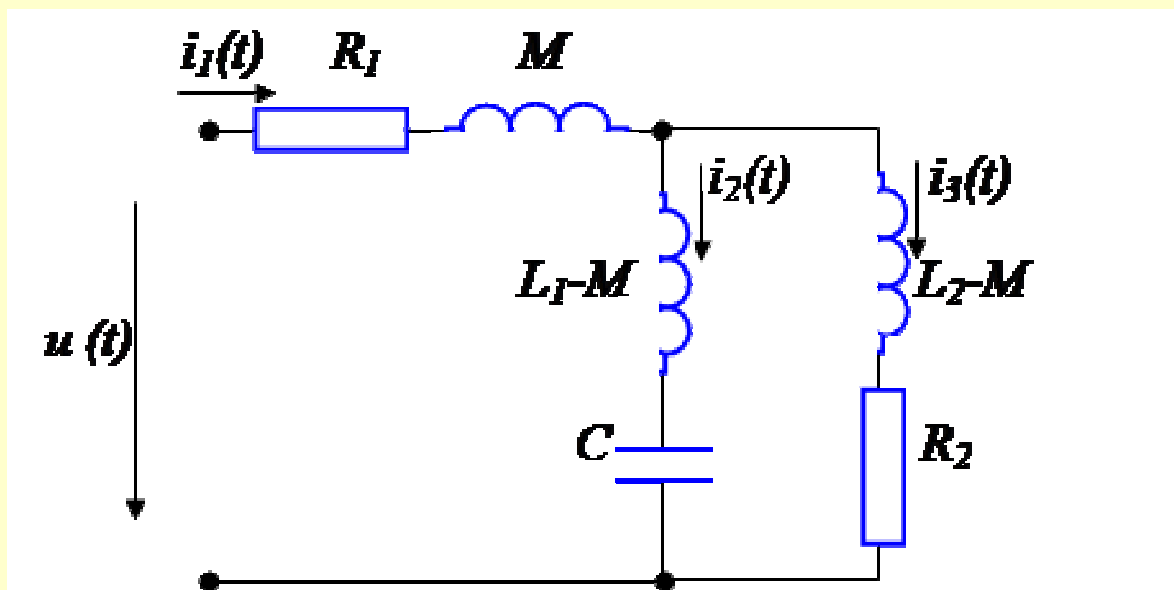 i₁(t) R₁ M
i₂(t) i₃(t)
L₁-M L₂-M
u (t)
C R₂